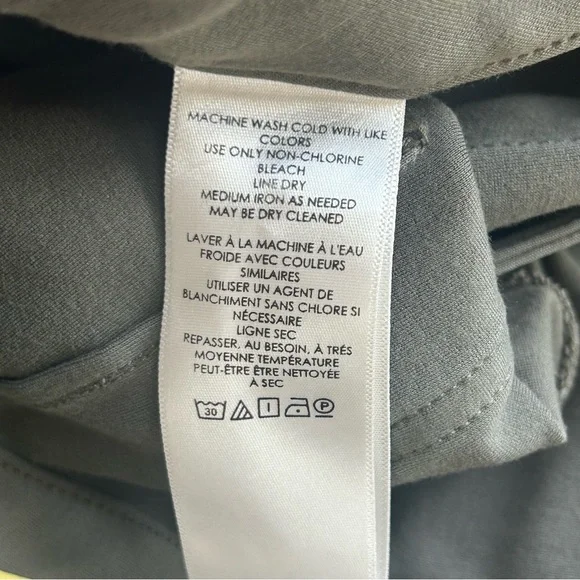 MACHINE WASH COLD WITH LIKE
COLORS
USE ONLY NON-CHLORINE
BLEACH
LINE DRY
MEDIUM IRON AS NEEDED
MAY BE DRY CLEANED
LAVER À LA MACHINE À L'EAU
FROIDE AVEC COULEURS
SIMILAIRES
UTILISER UN AGENT DE
BLANCHIMENT SANS CHLORE SI
NÉCESSAIRE
LIGNE SEC
REPASSER, AU BESOIN, À TRÉS
MOYENNE TEMPÉRATURE
PEUT-ÊTRE ÊTRE NETTOYÉE
À SEC
30 P